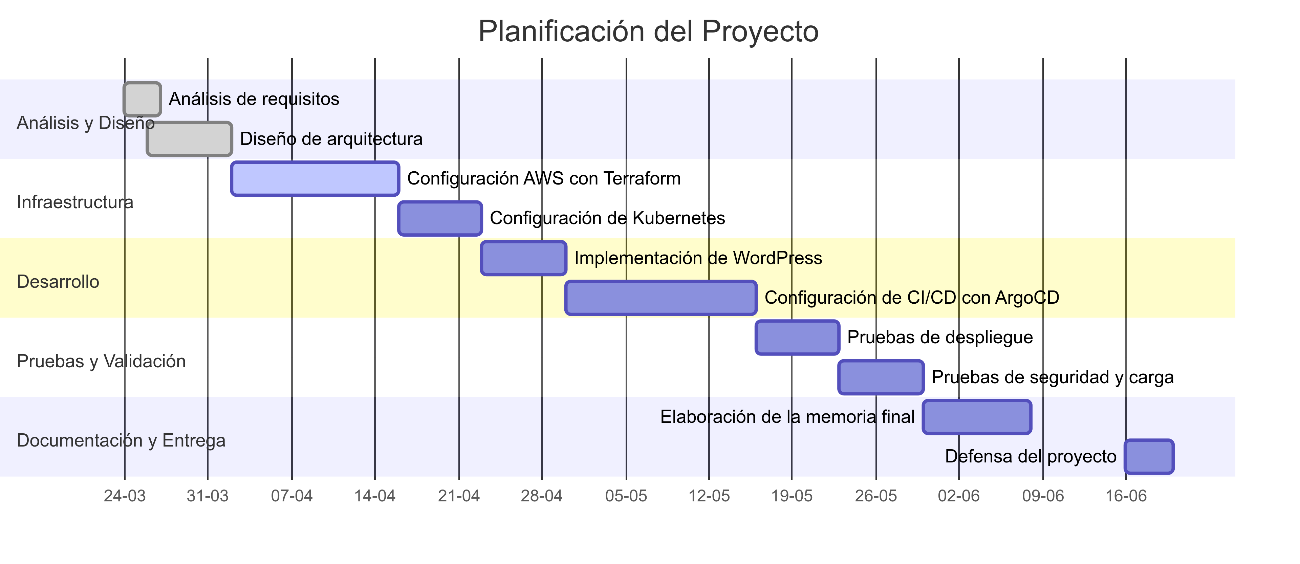 Planificación del Proyecto
Análisis de requisitos
Análisis y Diseño
Diseño de arquitectura
Configuración AWS con Terraform
Infraestructura
Configuración de Kubernetes
Implementación de WordPress
Desarrollo
Configuración de CI/CD con ArgoCD
Pruebas de despliegue
Pruebas y Validación
Pruebas de seguridad y carga
Elaboración de la memoria final
Documentación y Entrega
Defensa del proyecto
24-03 31-03 07-04 14-04 21-04 28-04 05-05 12-05 19-05 26-05 02-06 09-06 16-06